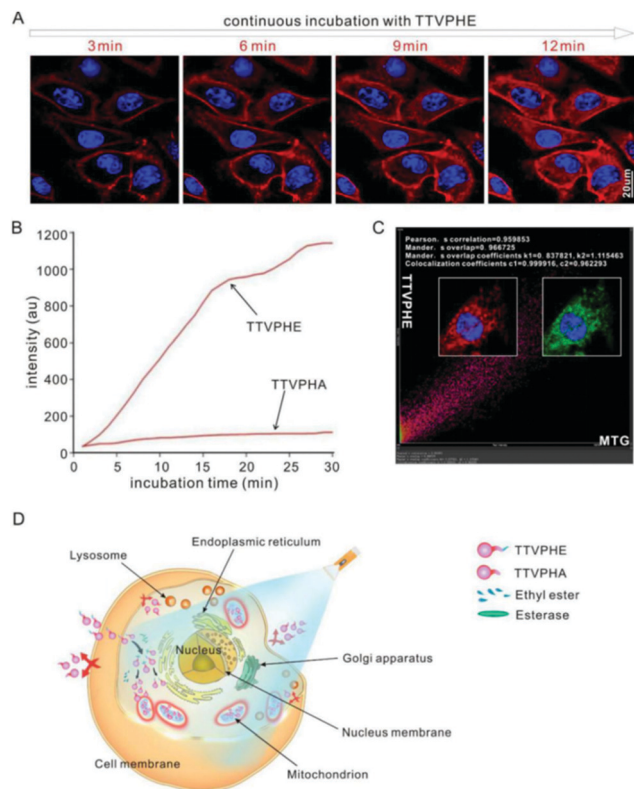 A
continuous incubation with TTVPHE
3min 6min 9min 12min
20um
B
1200
1000
800
600
400
200
0
intensity (au)
TTVPHE
TTVPHA
0 5 10 15 20 25 30
incubation time (min)
C
Pearson. s correlation=0.959853
Mander. s overlap=0. 966725
Mander. s overlap coefficients k1=0. 837821, k2=1.115463
Colocalization coefficients c1=0.999916, c2=0.962293
TTVPHE
MTG
D
Endoplasmic reticulum
Lysosome
Nucleus
Golgi apparatus
Nucleus membrane
Cell membrane
Mitochondrion
TTVPHE
TTVPHA
Ethyl ester
Esterase